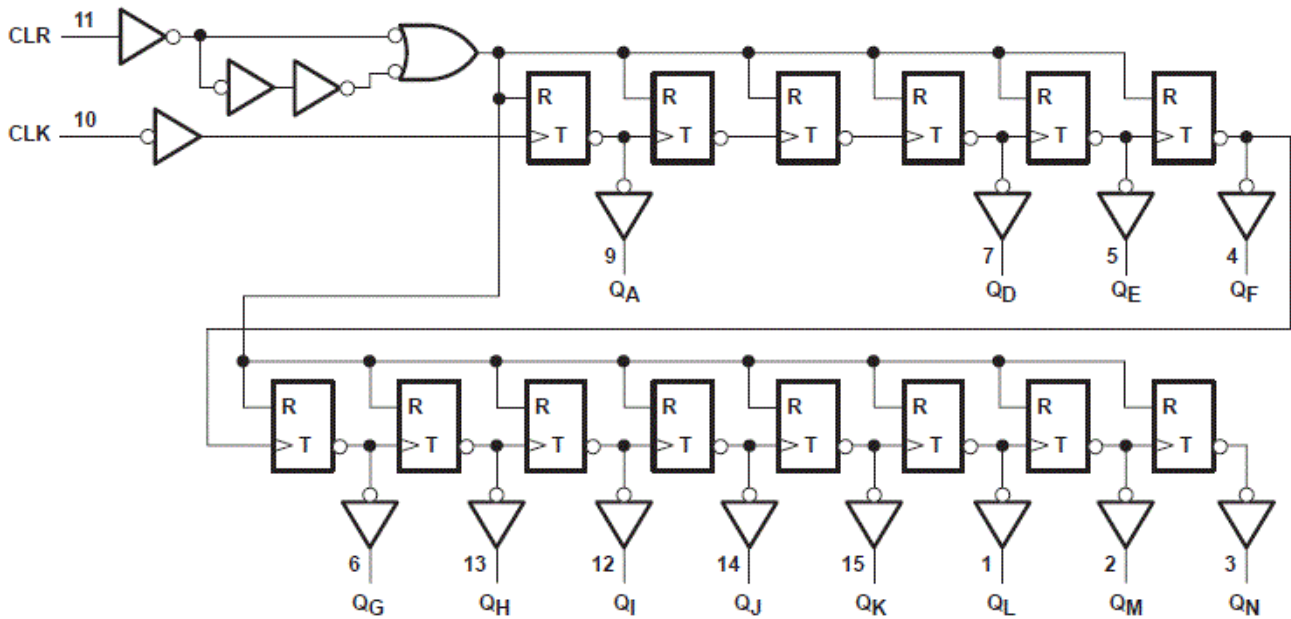 CLR 11
CLK 10
R R R R R R
T T T T T T
9 7 5 4
QA QD QE QF
R R R R R R R R
T T T T T T T T
6 13 12 14 15 1 2 3
QG QH QI QJ QK QL QM QN